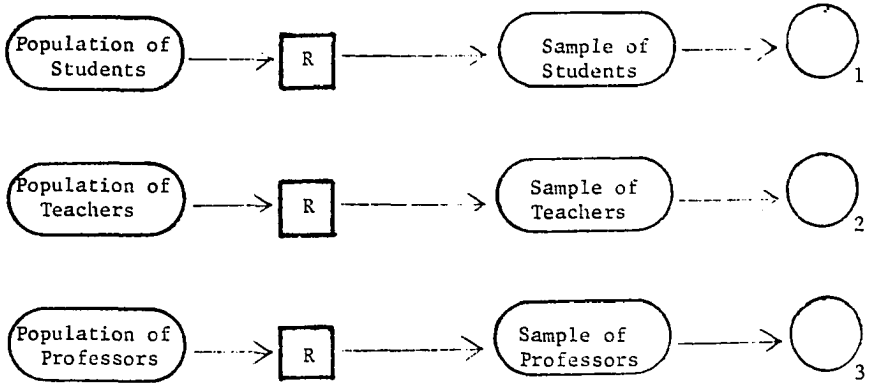 Population of
Students
R
Sample of
Students
1
Population of
Teachers
R
Sample of
Teachers
2
Population of
Professors
R
Sample of
Professors
3